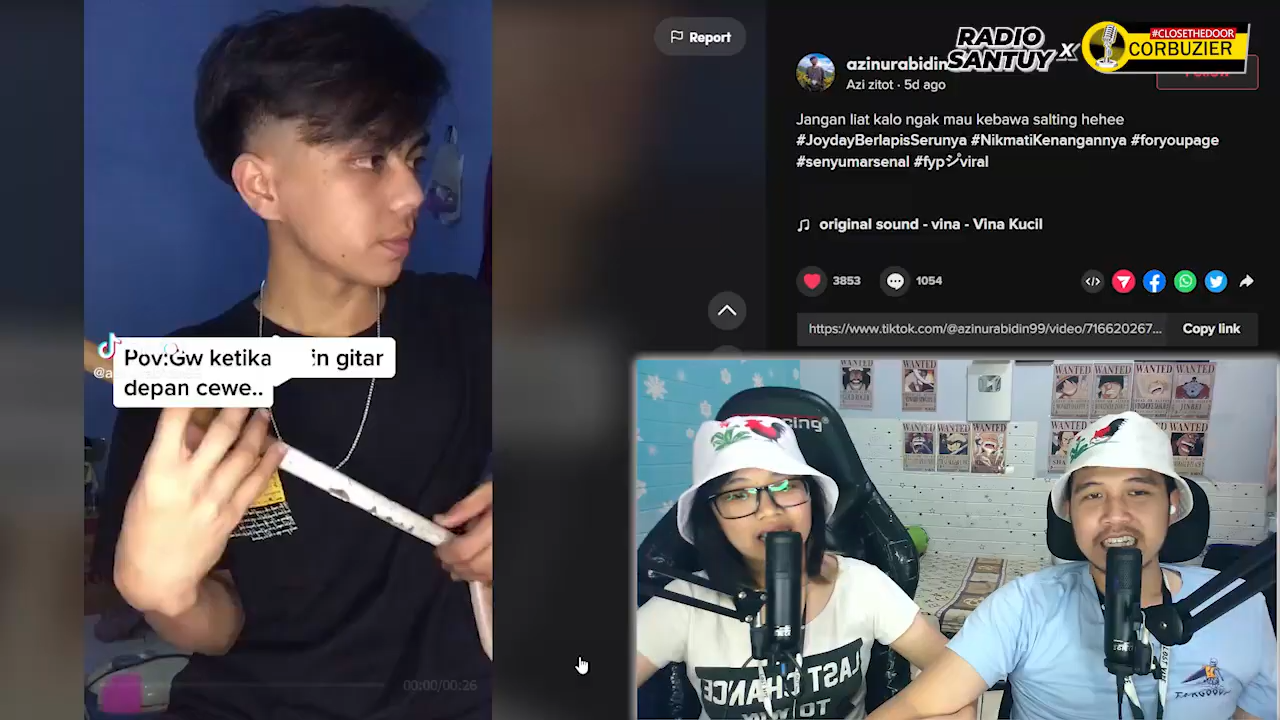 Report
RADIO
SANTUY
X
#CLOSETHEDOOR
CORBUZIER
azinurabidin
Azi zitot · 5d ago
Jangan liat kalo ngak mau kebawa salting hehee
#JoydayBerlapisSerunya #NikmatiKenangannya #foryoupage
#senyumarsenal #fypシviral
original sound - vina - Vina Kucil
3853
1054
https://www.tiktok.com/@azinurabidin99/video/716620267...
Copy link
Pov:Gw ketika in gitar
depan cewe..
00:00/00:26
LAST
CHANCE
TO